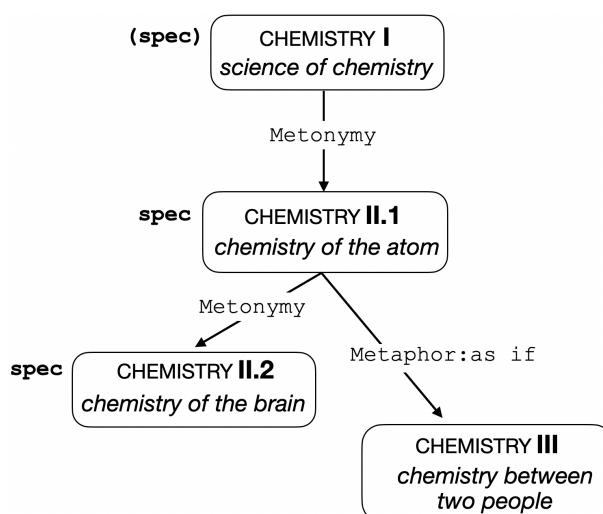 (spec)
CHEMISTRY I
science of chemistry
Metonymy
spec
CHEMISTRY II.1
chemistry of the atom
Metonymy
Metaphor:as if
spec
CHEMISTRY II.2
chemistry of the brain
CHEMISTRY III
chemistry between
two people